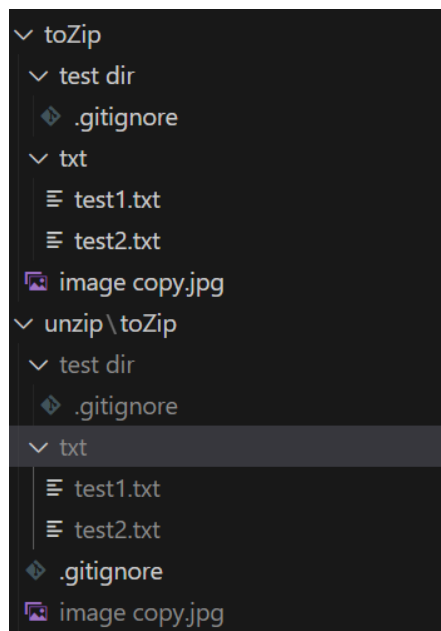 toZip
test dir
.gitignore
txt
test1.txt
test2.txt
image copy.jpg
unzip\toZip
test dir
.gitignore
txt
test1.txt
test2.txt
.gitignore
image copy.jpg